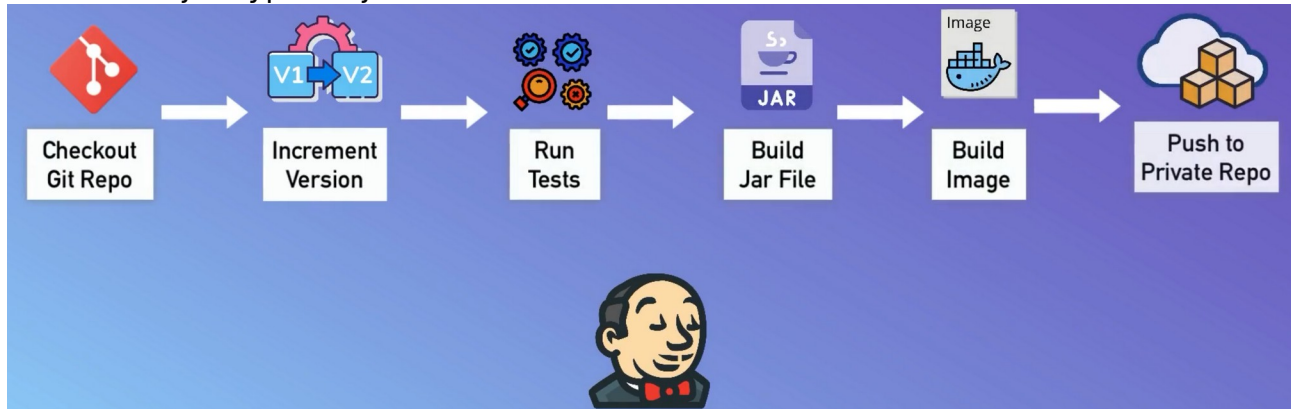 V1 V2
S
JAR
Image
Checkout
Git Repo
Increment
Version
Run
Tests
Build
Jar File
Build
Image
Push to
Private Repo